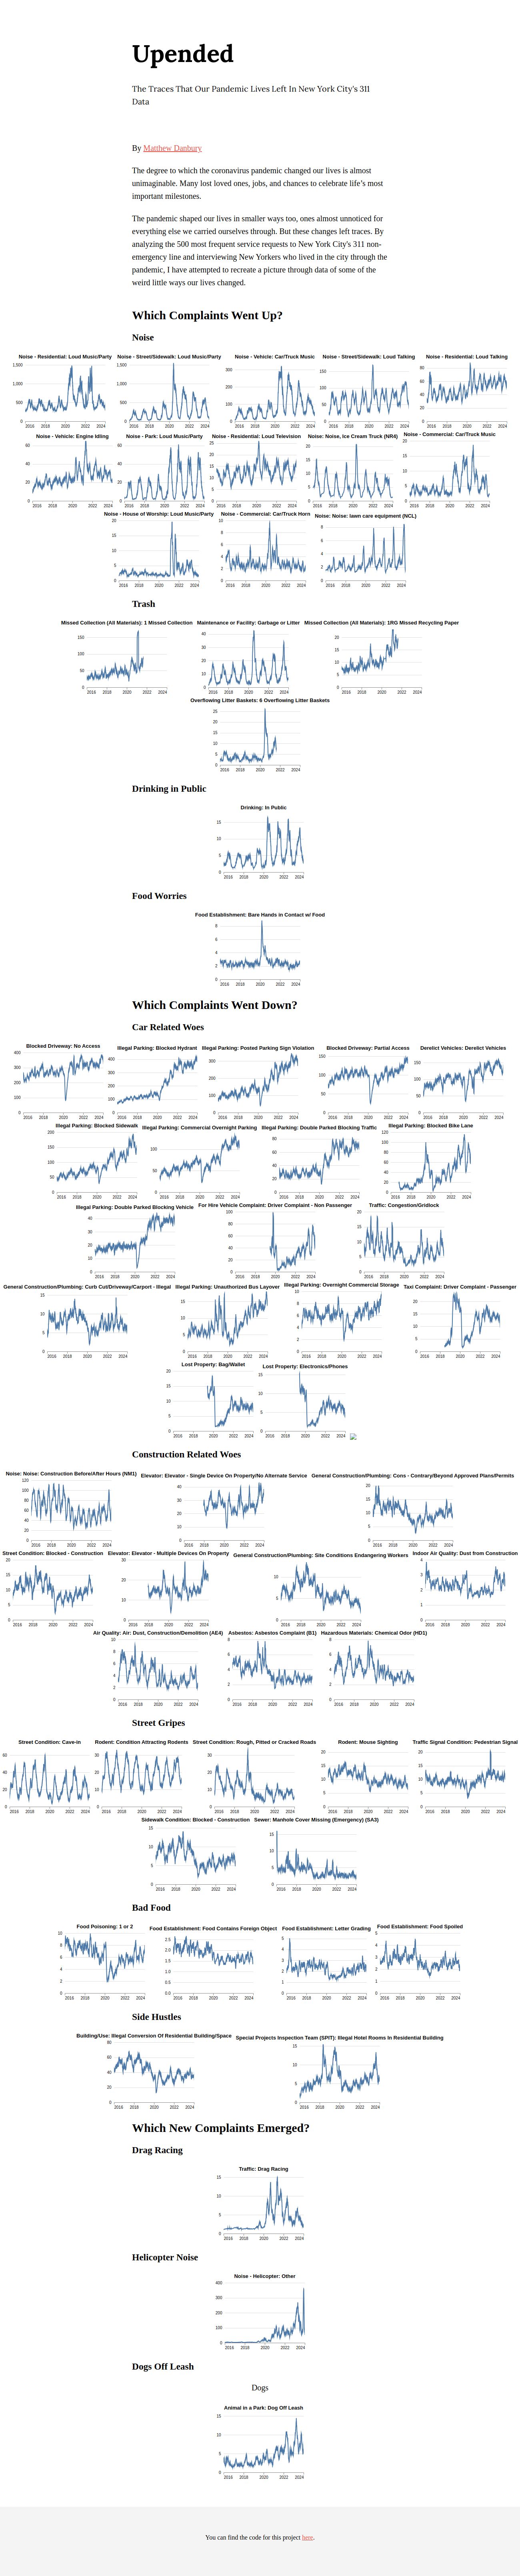 Upended
The Traces That Our Pandemic Lives Left In New York City's 311
Data
By Matthew Danbury
The degree to which the coronavirus pandemic changed our lives is almost
unimaginable. Many lost loved ones, jobs, and chances to celebrate life’s most
important milestones.
The pandemic shaped our lives in smaller ways too, ones almost unnoticed for
everything else we carried ourselves through. But these changes left traces. By
analyzing the 500 most frequent service requests to New York City's 311 non-
emergency line and interviewing New Yorkers who lived in the city through the
pandemic, I have attempted to recreate a picture through data of some of the
weird little ways our lives changed.
Which Complaints Went Up?
Noise
Noise - Residential: Loud Music/Party
Noise - Street/Sidewalk: Loud Music/Party
Noise - Vehicle: Car/Truck Music
Noise - Street/Sidewalk: Loud Talking
Noise - Residential: Loud Talking
Noise - Vehicle: Engine Idling
Noise - Park: Loud Music/Party
Noise - Residential: Loud Television
Noise: Noise, Ice Cream Truck (NR4)
Noise - Commercial: Car/Truck Music
Noise - House of Worship: Loud Music/Party
Noise - Commercial: Car/Truck Horn
Noise: Noise: lawn care equipment (NCL)
Trash
Missed Collection (All Materials): 1 Missed Collection
Maintenance or Facility: Garbage or Litter
Missed Collection (All Materials): 1RG Missed Recycling Paper
Overflowing Litter Baskets: 6 Overflowing Litter Baskets
Drinking in Public
Drinking: In Public
Food Worries
Food Establishment: Bare Hands in Contact w/ Food
Which Complaints Went Down?
Car Related Woes
Blocked Driveway: No Access
Illegal Parking: Blocked Hydrant
Illegal Parking: Posted Parking Sign Violation
Blocked Driveway: Partial Access
Derelict Vehicles: Derelict Vehicles
Illegal Parking: Blocked Sidewalk
Illegal Parking: Commercial Overnight Parking
Illegal Parking: Double Parked Blocking Traffic
Illegal Parking: Blocked Bike Lane
Illegal Parking: Double Parked Blocking Vehicle
For Hire Vehicle Complaint: Driver Complaint - Non Passenger
Traffic: Congestion/Gridlock
General Construction/Plumbing: Curb Cut/Driveway/Carport - Illegal
Illegal Parking: Unauthorized Bus Layover
Illegal Parking: Overnight Commercial Storage
Taxi Complaint: Driver Complaint - Passenger
Lost Property: Bag/Wallet
Lost Property: Electronics/Phones
Construction Related Woes
Noise: Noise: Construction Before/After Hours (NM1)
Elevator: Elevator - Single Device On Property/No Alternate Service
General Construction/Plumbing: Cons - Contrary/Beyond Approved Plans/Permits
Street Condition: Blocked - Construction
Elevator: Elevator - Multiple Devices On Property
General Construction/Plumbing: Site Conditions Endangering Workers
Indoor Air Quality: Dust from Construction
Air Quality: Air: Dust, Construction/Demolition (AE4)
Asbestos: Asbestos Complaint (B1)
Hazardous Materials: Chemical Odor (HD1)
Street Gripes
Street Condition: Cave-in
Rodent: Condition Attracting Rodents
Street Condition: Rough, Pitted or Cracked Roads
Rodent: Mouse Sighting
Traffic Signal Condition: Pedestrian Signal
Sidewalk Condition: Blocked - Construction
Sewer: Manhole Cover Missing (Emergency) (SA3)
Bad Food
Food Poisoning: 1 or 2
Food Establishment: Food Contains Foreign Object
Food Establishment: Letter Grading
Food Establishment: Food Spoiled
Side Hustles
Building/Use: Illegal Conversion Of Residential Building/Space
Special Projects Inspection Team (SPIT): Illegal Hotel Rooms In Residential Building
Which New Complaints Emerged?
Drag Racing
Traffic: Drag Racing
Helicopter Noise
Noise - Helicopter: Other
Dogs Off Leash
Dogs
Animal in a Park: Dog Off Leash
You can find the code for this project here.